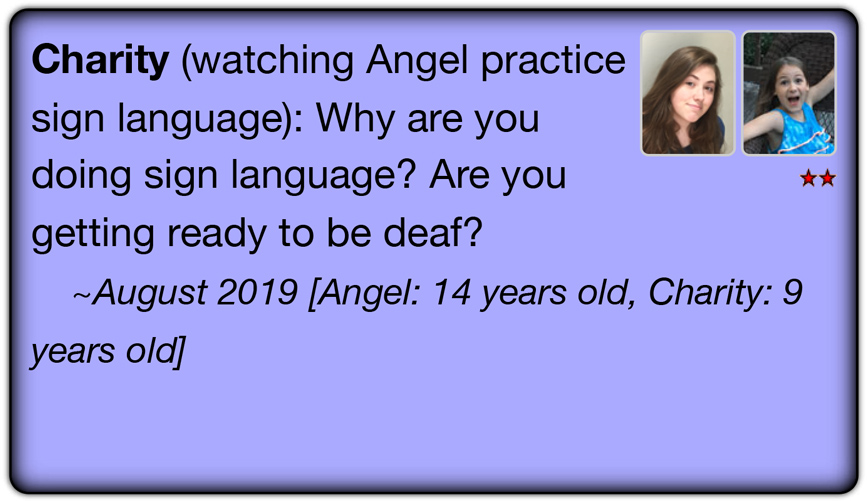 Charity (watching Angel practice
sign language): Why are you
doing sign language? Are you
getting ready to be deaf?
~August 2019 [Angel: 14 years old, Charity: 9
years old]